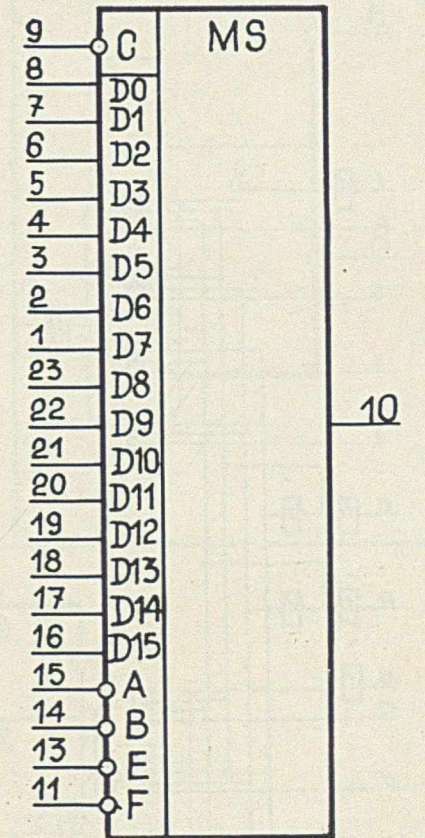 9 C MS
8 D0
7 D1
6 D2
5 D3
4 D4
3 D5
2 D6
1 D7
23 D8
22 D9 10
21 D10
20 D11
19 D12
18 D13
17 D14
16 D15
15 A
14 B
13 E
11 F